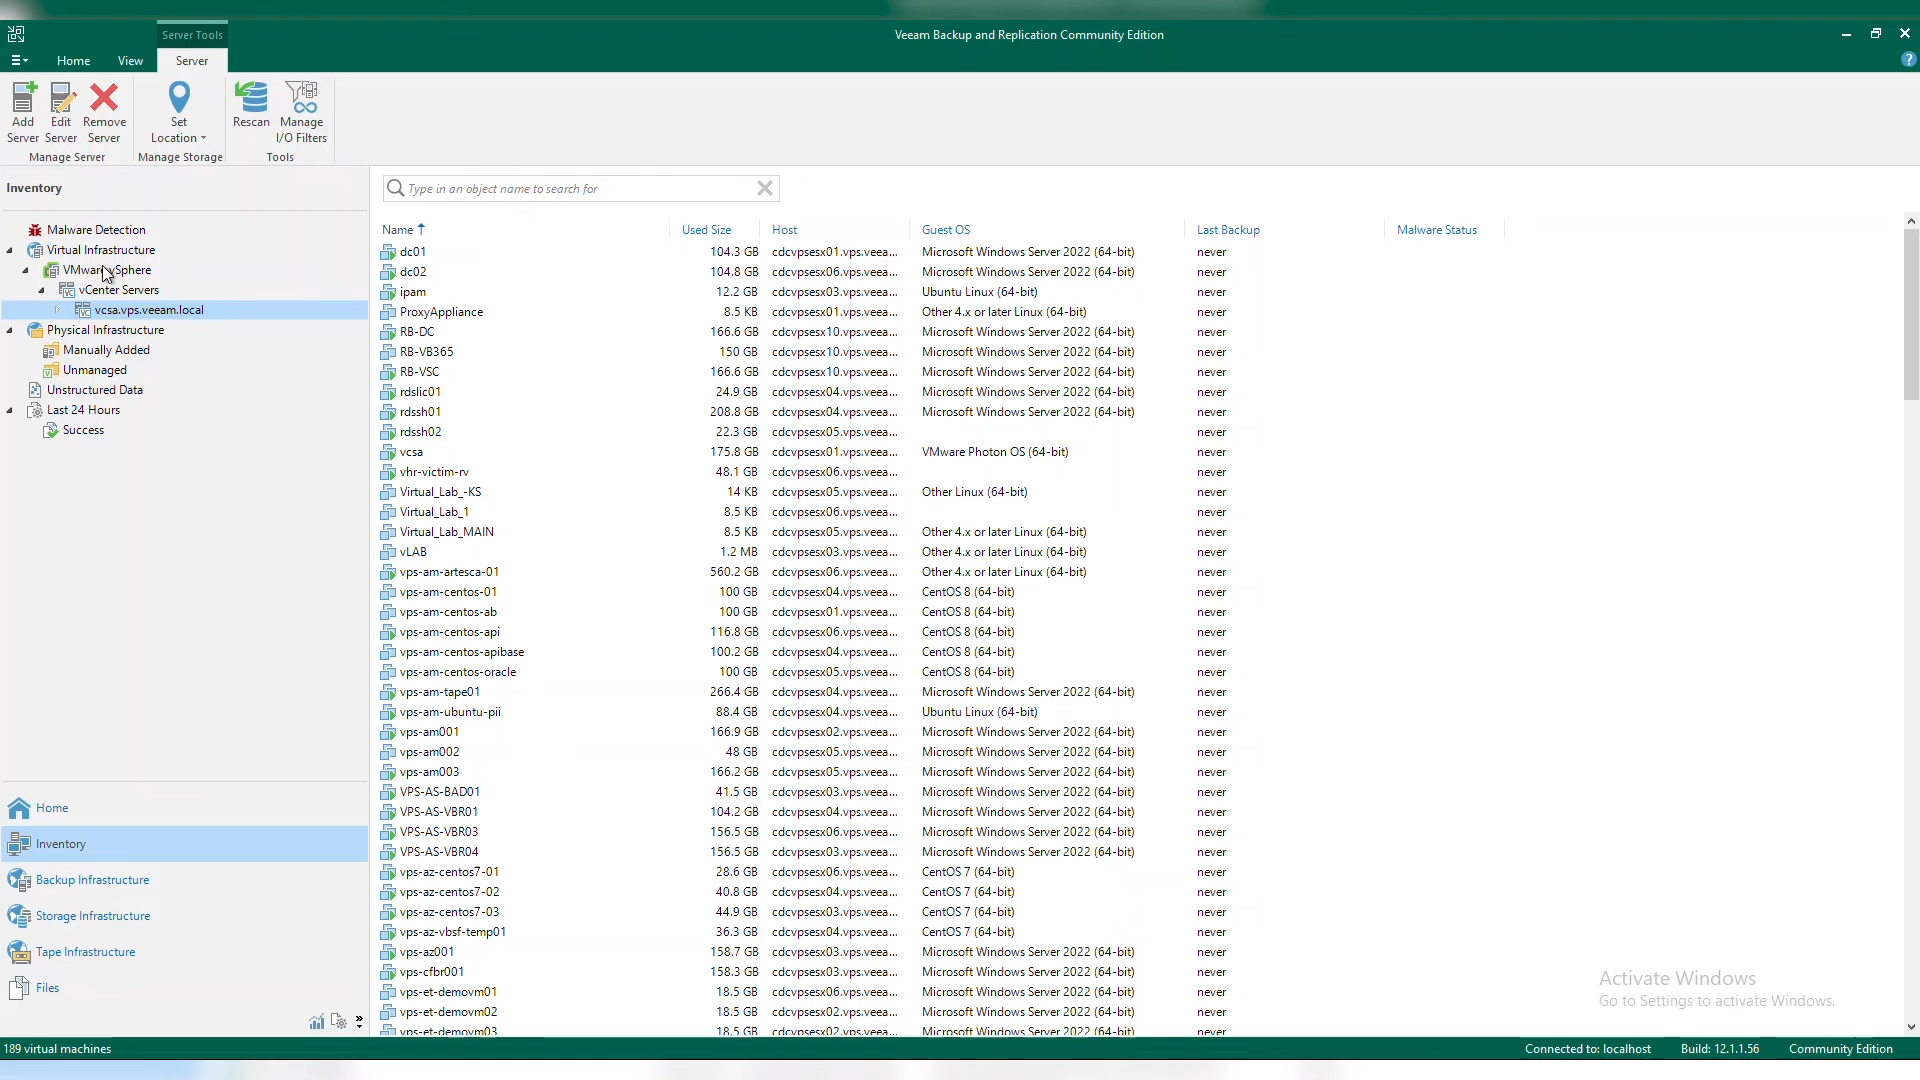 Server Tools
Veeam Backup and Replication Community Edition
Home View Server
Add Server
Edit Server
Remove Server
Set Location
Rescan
Manage I/O Filters
Manage Server
Manage Storage
Tools
Inventory
Type in an object name to search for
Malware Detection
Virtual Infrastructure
VMware vSphere
vCenter Servers
vcsa.vps.veeam.local
Physical Infrastructure
Manually Added
Unmanaged
Unstructured Data
Last 24 Hours
Success
Home
Inventory
Backup Infrastructure
Storage Infrastructure
Tape Infrastructure
Files
Name Used Size Host Guest OS Last Backup Malware Status
dc01 104.3 GB cdcvpsesx01.vps.veea... Microsoft Windows Server 2022 (64-bit) never
dc02 104.8 GB cdcvpsesx06.vps.veea... Microsoft Windows Server 2022 (64-bit) never
ipam 12.2 GB cdcvpsesx03.vps.veea... Ubuntu Linux (64-bit) never
ProxyAppliance 8.5 KB cdcvpsesx01.vps.veea... Other 4.x or later Linux (64-bit) never
RB-DC 166.6 GB cdcvpsesx10.vps.veea... Microsoft Windows Server 2022 (64-bit) never
RB-VB365 150 GB cdcvpsesx10.vps.veea... Microsoft Windows Server 2022 (64-bit) never
RB-VSC 166.6 GB cdcvpsesx10.vps.veea... Microsoft Windows Server 2022 (64-bit) never
rdslic01 24.9 GB cdcvpsesx04.vps.veea... Microsoft Windows Server 2022 (64-bit) never
rdssh01 208.8 GB cdcvpsesx04.vps.veea... Microsoft Windows Server 2022 (64-bit) never
rdssh02 22.3 GB cdcvpsesx05.vps.veea... never
vcsa 175.8 GB cdcvpsesx01.vps.veea... VMware Photon OS (64-bit) never
vhr-victim-rv 48.1 GB cdcvpsesx06.vps.veea... never
Virtual_Lab_-KS 14 KB cdcvpsesx05.vps.veea... Other Linux (64-bit) never
Virtual_Lab_1 8.5 KB cdcvpsesx06.vps.veea... never
Virtual_Lab_MAIN 8.5 KB cdcvpsesx05.vps.veea... Other 4.x or later Linux (64-bit) never
vLAB 1.2 MB cdcvpsesx03.vps.veea... Other 4.x or later Linux (64-bit) never
vps-am-artesca-01 560.2 GB cdcvpsesx06.vps.veea... Other 4.x or later Linux (64-bit) never
vps-am-centos-01 100 GB cdcvpsesx04.vps.veea... CentOS 8 (64-bit) never
vps-am-centos-ab 100 GB cdcvpsesx01.vps.veea... CentOS 8 (64-bit) never
vps-am-centos-api 116.8 GB cdcvpsesx06.vps.veea... CentOS 8 (64-bit) never
vps-am-centos-apibase 100.2 GB cdcvpsesx04.vps.veea... CentOS 8 (64-bit) never
vps-am-centos-oracle 100 GB cdcvpsesx05.vps.veea... CentOS 8 (64-bit) never
vps-am-tape01 266.4 GB cdcvpsesx04.vps.veea... Microsoft Windows Server 2022 (64-bit) never
vps-am-ubuntu-pii 88.4 GB cdcvpsesx04.vps.veea... Ubuntu Linux (64-bit) never
vps-am001 166.9 GB cdcvpsesx02.vps.veea... Microsoft Windows Server 2022 (64-bit) never
vps-am002 48 GB cdcvpsesx05.vps.veea... Microsoft Windows Server 2022 (64-bit) never
vps-am003 166.2 GB cdcvpsesx05.vps.veea... Microsoft Windows Server 2022 (64-bit) never
VPS-AS-BAD01 41.5 GB cdcvpsesx03.vps.veea... Microsoft Windows Server 2022 (64-bit) never
VPS-AS-VBR01 104.2 GB cdcvpsesx04.vps.veea... Microsoft Windows Server 2022 (64-bit) never
VPS-AS-VBR03 156.5 GB cdcvpsesx06.vps.veea... Microsoft Windows Server 2022 (64-bit) never
VPS-AS-VBR04 156.5 GB cdcvpsesx03.vps.veea... Microsoft Windows Server 2022 (64-bit) never
vps-az-centos7-01 28.6 GB cdcvpsesx06.vps.veea... CentOS 7 (64-bit) never
vps-az-centos7-02 40.8 GB cdcvpsesx04.vps.veea... CentOS 7 (64-bit) never
vps-az-centos7-03 44.9 GB cdcvpsesx03.vps.veea... CentOS 7 (64-bit) never
vps-az-vbsf-temp01 36.3 GB cdcvpsesx04.vps.veea... CentOS 7 (64-bit) never
vps-az001 158.7 GB cdcvpsesx03.vps.veea... Microsoft Windows Server 2022 (64-bit) never
vps-cfbr001 158.3 GB cdcvpsesx03.vps.veea... Microsoft Windows Server 2022 (64-bit) never
vps-et-demovm01 18.5 GB cdcvpsesx06.vps.veea... Microsoft Windows Server 2022 (64-bit) never
vps-et-demovm02 18.5 GB cdcvpsesx02.vps.veea... Microsoft Windows Server 2022 (64-bit) never
vps-et-demovm03 18.5 GB cdcvpsesx02.vps.veea... Microsoft Windows Server 2022 (64-bit) never
Activate Windows
Go to Settings to activate Windows.
189 virtual machines
Connected to: localhost Build: 12.1.1.56 Community Edition